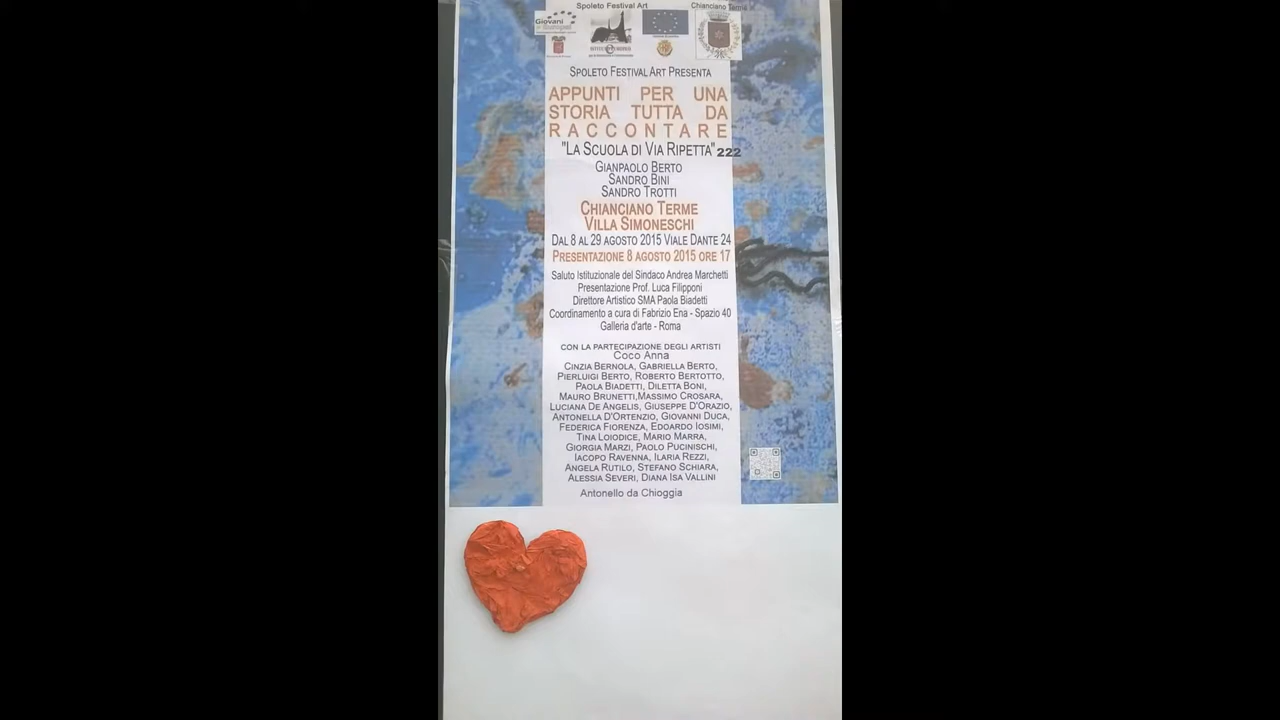 Spoleto Festival Art
Chianciano Terme
Giovani
SPOLETO FESTIVAL ART PRESENTA
APPUNTI PER UNA
STORIA TUTTA DA
RACCONTARE
"LA SCUOLA DI VIA RIPETTA" 222
GIANPAOLO BERTO
SANDRO BINI
SANDRO TROTTI
CHIANCIANO TERME
VILLA SIMONESCHI
DAL 8 AL 29 AGOSTO 2015 VIALE DANTE 24
PRESENTAZIONE 8 AGOSTO 2015 ORE 17
Saluto Istituzionale del Sindaco Andrea Marchetti
Presentazione Prof. Luca Filipponi
Direttore Artistico SMA Paola Biadetti
Coordinamento a cura di Fabrizio Ena - Spazio 40
Galleria d'arte - Roma
CON LA PARTECIPAZIONE DEGLI ARTISTI
Coco Anna
CINZIA BERNOLA, GABRIELLA BERTO,
PIERLUIGI BERTO, ROBERTO BERTOTTO,
PAOLA BIADETTI, DILETTA BONI,
MAURO BRUNETTI,MASSIMO CROSARA,
LUCIANA DE ANGELIS, GIUSEPPE D'ORAZIO,
ANTONELLA D'ORTENZIO, GIOVANNI DUCA,
FEDERICA FIORENZA, EDOARDO IOSIMI,
TINA LOIODICE, MARIO MARRA,
GIORGIA MARZI, PAOLO PUCINISCHI,
IACOPO RAVENNA, ILARIA REZZI,
ANGELA RUTILO, STEFANO SCHIARA,
ALESSIA SEVERI, DIANA ISA VALLINI
Antonello da Chioggia